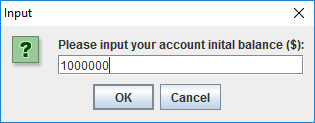 Input
Please input your account inital balance ($):
1000000
OK
Cancel